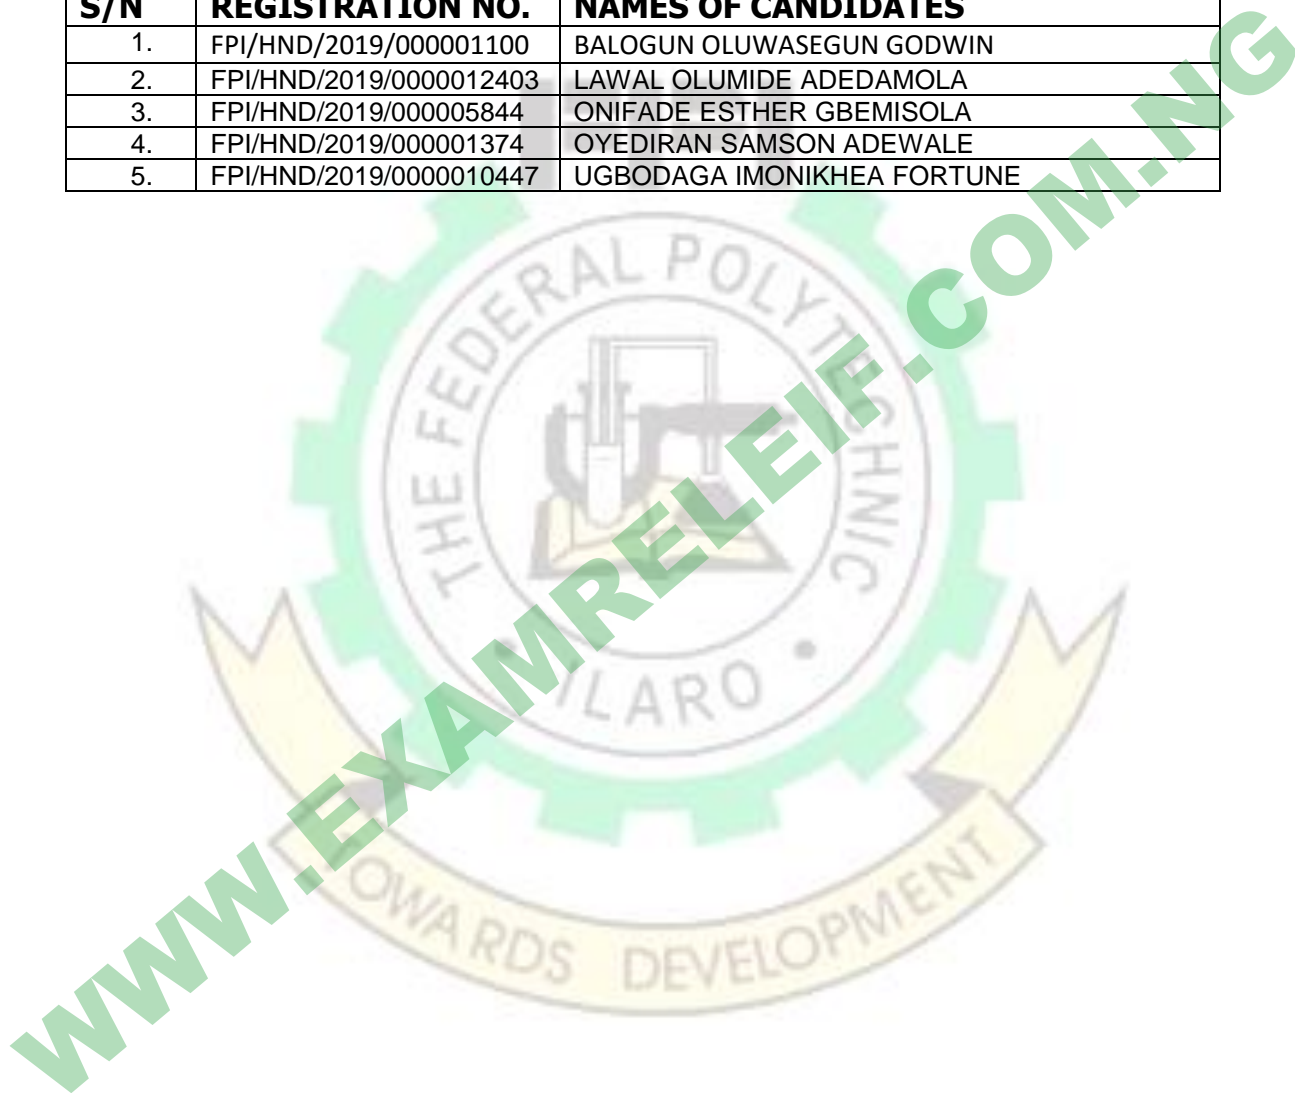 S/N REGISTRATION NO. NAMES OF CANDIDATES
1. FPI/HND/2019/000001100 BALOGUN OLUWASEGUN GODWIN
2. FPI/HND/2019/0000012403 LAWAL OLUMIDE ADEDAMOLA
3. FPI/HND/2019/000005844 ONIFADE ESTHER GBEMISOLA
4. FPI/HND/2019/000001374 OYEDIRAN SAMSON ADEWALE
5. FPI/HND/2019/0000010447 UGBODAGA IMONIKHEA FORTUNE
THE FEDERAL POLYTECHNIC
• ILARO •
TOWARDS DEVELOPMENT
WWW.EXAMRELEIF.COM.NG